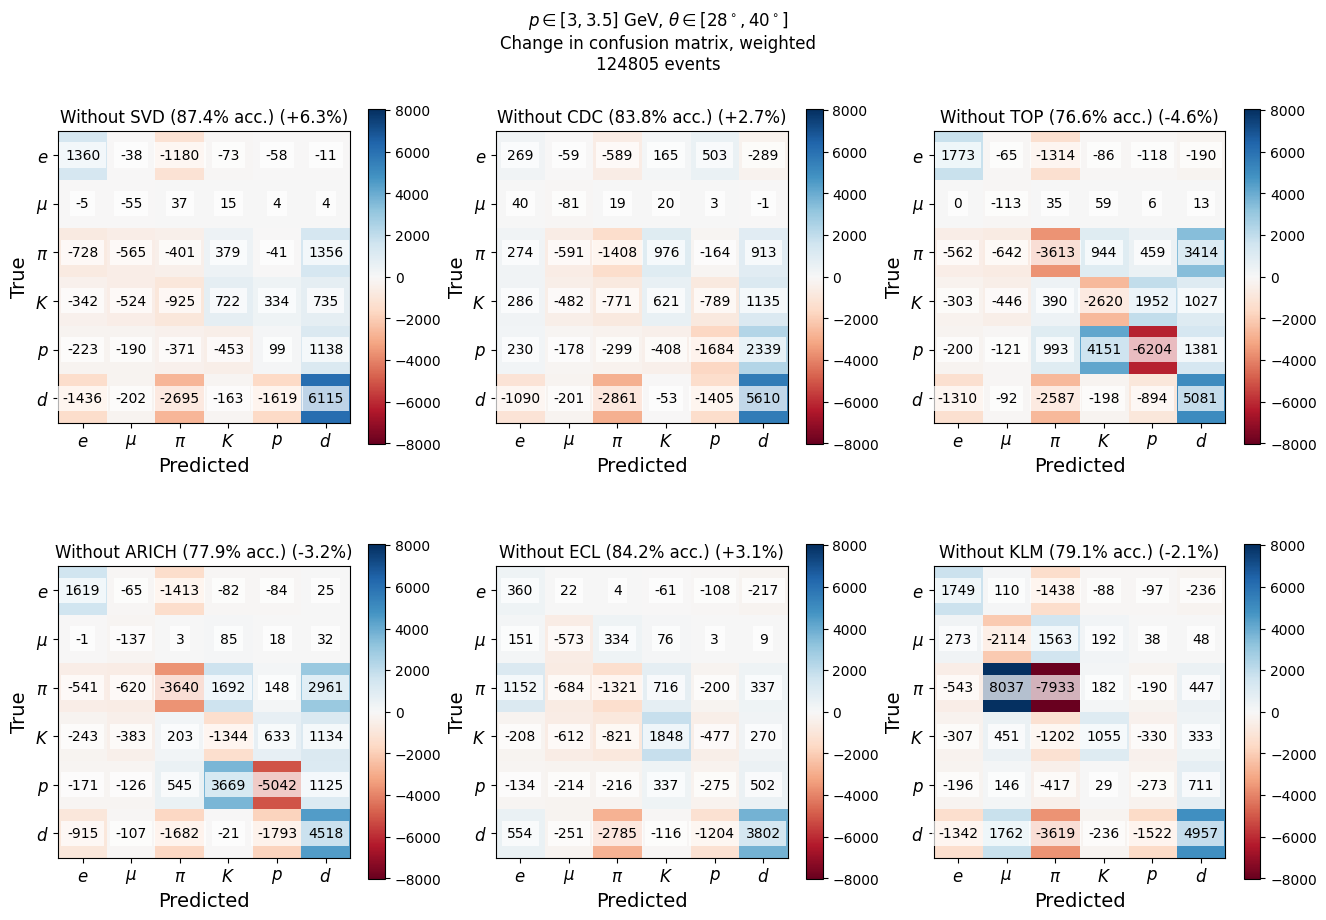 p ∈ [3, 3.5] GeV, θ ∈ [28°, 40°]
Change in confusion matrix, weighted
124805 events
Without SVD (87.4% acc.) (+6.3%)
8000
6000
4000
2000
0
−2000
−4000
−6000
−8000
True
e 1360 -38 -1180 -73 -58 -11
μ -5 -55 37 15 4 4
π -728 -565 -401 379 -41 1356
K -342 -524 -925 722 334 735
p -223 -190 -371 -453 99 1138
d -1436 -202 -2695 -163 -1619 6115
e μ π K p d
Predicted
Without CDC (83.8% acc.) (+2.7%)
8000
6000
4000
2000
0
−2000
−4000
−6000
−8000
True
e 269 -59 -589 165 503 -289
μ 40 -81 19 20 3 -1
π 274 -591 -1408 976 -164 913
K 286 -482 -771 621 -789 1135
p 230 -178 -299 -408 -1684 2339
d -1090 -201 -2861 -53 -1405 5610
e μ π K p d
Predicted
Without TOP (76.6% acc.) (-4.6%)
8000
6000
4000
2000
0
−2000
−4000
−6000
−8000
True
e 1773 -65 -1314 -86 -118 -190
μ 0 -113 35 59 6 13
π -562 -642 -3613 944 459 3414
K -303 -446 390 -2620 1952 1027
p -200 -121 993 4151 -6204 1381
d -1310 -92 -2587 -198 -894 5081
e μ π K p d
Predicted
Without ARICH (77.9% acc.) (-3.2%)
8000
6000
4000
2000
0
−2000
−4000
−6000
−8000
True
e 1619 -65 -1413 -82 -84 25
μ -1 -137 3 85 18 32
π -541 -620 -3640 1692 148 2961
K -243 -383 203 -1344 633 1134
p -171 -126 545 3669 -5042 1125
d -915 -107 -1682 -21 -1793 4518
e μ π K p d
Predicted
Without ECL (84.2% acc.) (+3.1%)
8000
6000
4000
2000
0
−2000
−4000
−6000
−8000
True
e 360 22 4 -61 -108 -217
μ 151 -573 334 76 3 9
π 1152 -684 -1321 716 -200 337
K -208 -612 -821 1848 -477 270
p -134 -214 -216 337 -275 502
d 554 -251 -2785 -116 -1204 3802
e μ π K p d
Predicted
Without KLM (79.1% acc.) (-2.1%)
8000
6000
4000
2000
0
−2000
−4000
−6000
−8000
True
e 1749 110 -1438 -88 -97 -236
μ 273 -2114 1563 192 38 48
π -543 8037 -7933 182 -190 447
K -307 451 -1202 1055 -330 333
p -196 146 -417 29 -273 711
d -1342 1762 -3619 -236 -1522 4957
e μ π K p d
Predicted